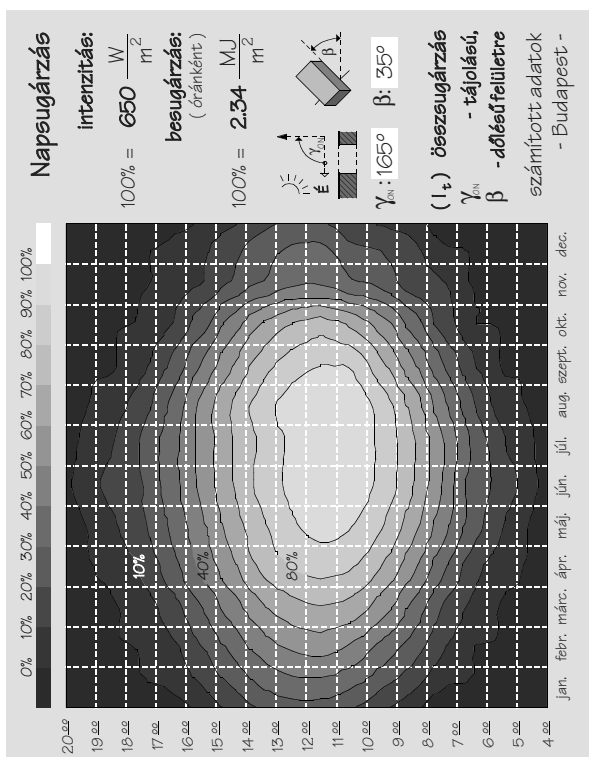 Napsugárzás
intenzitás:
100% = 650 W/m²
besugárzás:
( óránként )
100% = 2.34 MJ/m²
É
γON
β
γON : 165° β: 35°
( It ) összsugárzás
γON - tájolású,
β - dőlésű felületre
számított adatok
- Budapest -
0% 10% 20% 30% 40% 50% 60% 70% 80% 90% 100%
10%
40%
80%
20.00
19.00
18.00
17.00
16.00
15.00
14.00
13.00
12.00
11.00
10.00
9.00
8.00
7.00
6.00
5.00
4.00
jan. febr. márc. ápr. máj. jún. júl. aug. szept. okt. nov. dec.